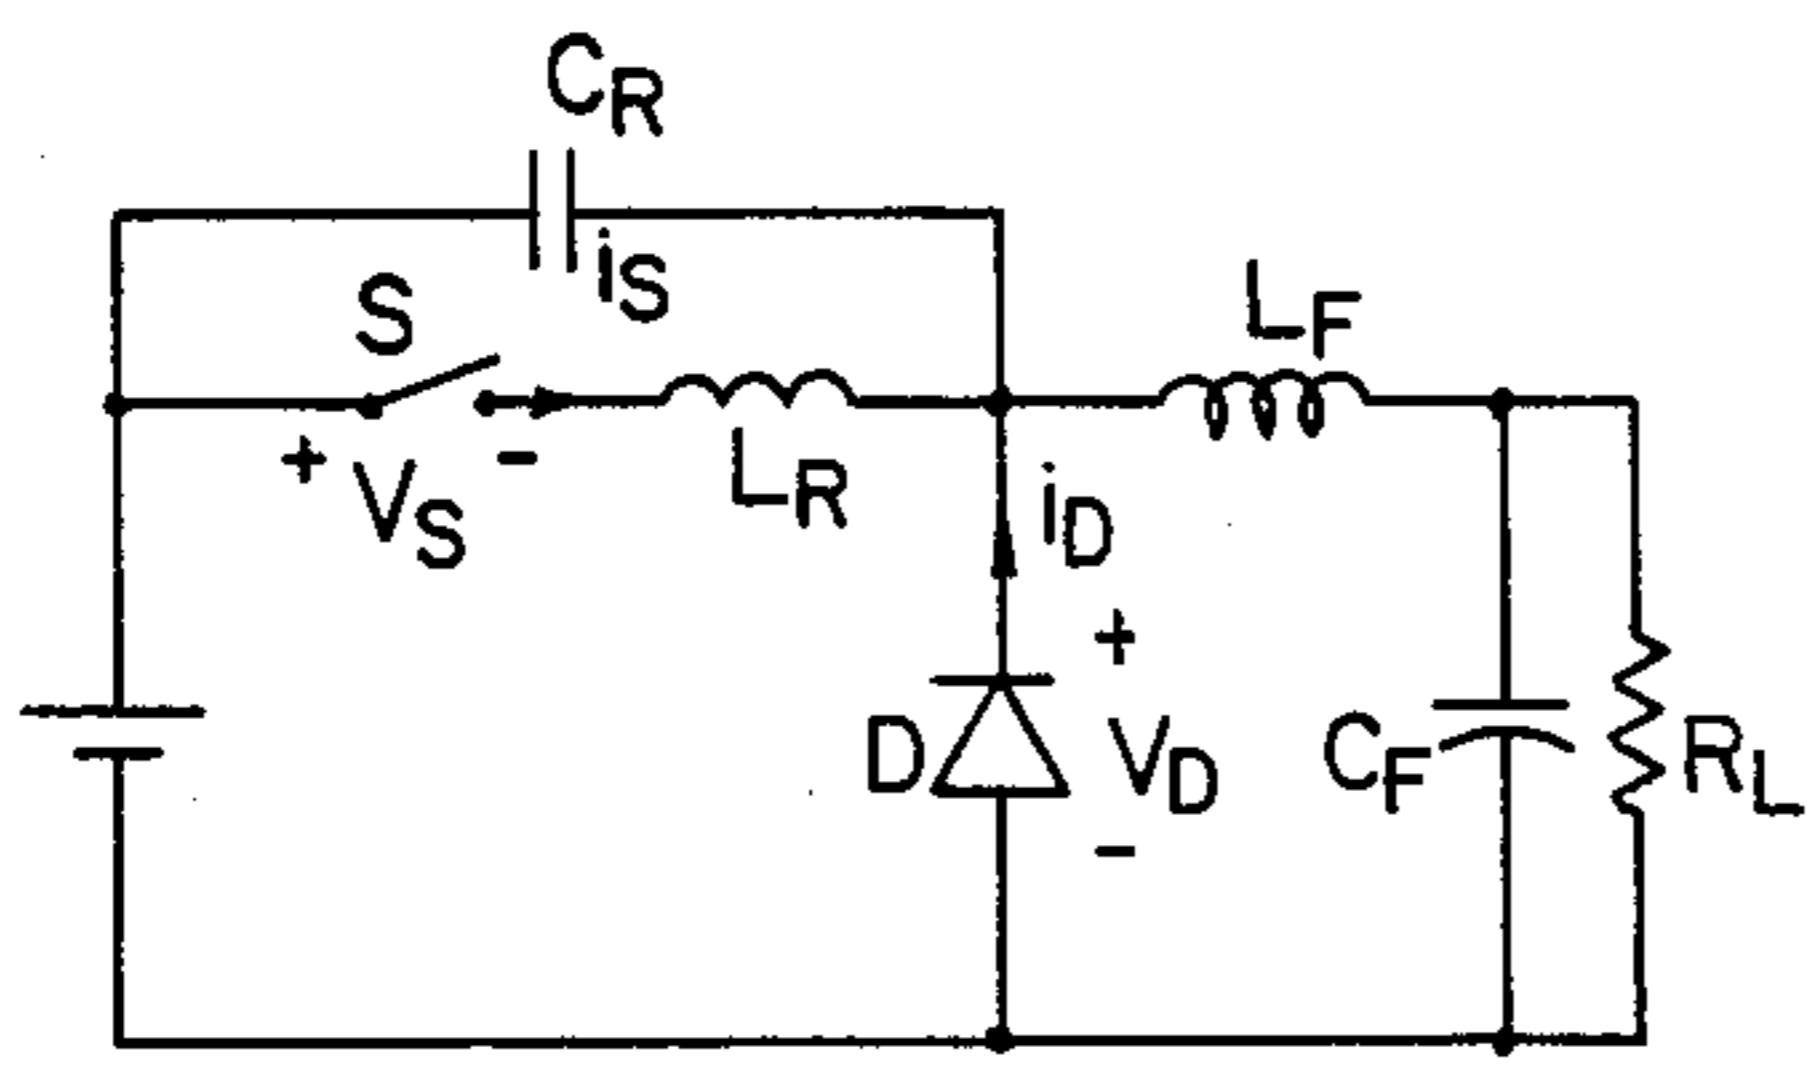 CR
iS
S
LF
+ VS -
LR
iD
+
D
VD
-
CF
RL